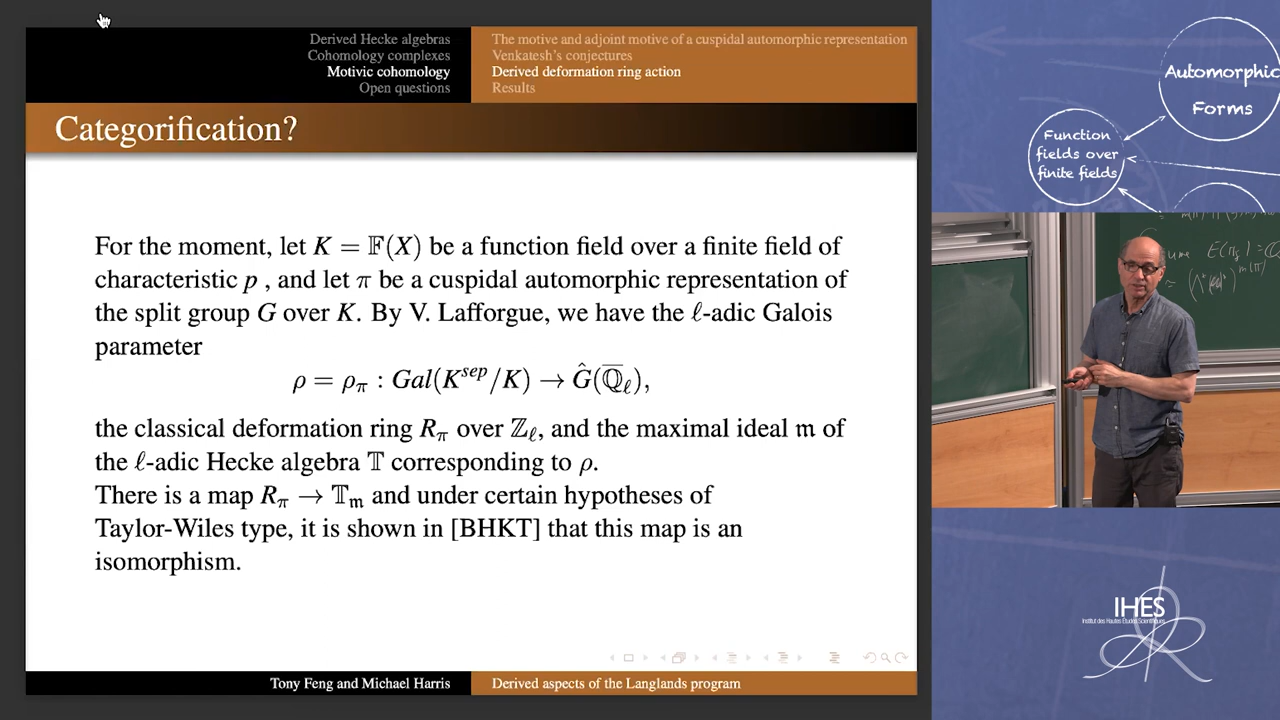 Derived Hecke algebras
Cohomology complexes
Motivic cohomology
Open questions
The motive and adjoint motive of a cuspidal automorphic representation
Venkatesh's conjectures
Derived deformation ring action
Results
Categorification?
For the moment, let K = 𝔽(X) be a function field over a finite field of
characteristic p , and let π be a cuspidal automorphic representation of
the split group G over K. By V. Lafforgue, we have the ℓ-adic Galois
parameter
ρ = ρ_π : Gal(K^{sep}/K) → Ĝ(ℚ̅_ℓ),
the classical deformation ring R_π over ℤ_ℓ, and the maximal ideal 𝔪 of
the ℓ-adic Hecke algebra 𝕋 corresponding to ρ.
There is a map R_π → 𝕋_𝔪 and under certain hypotheses of
Taylor-Wiles type, it is shown in [BHKT] that this map is an
isomorphism.
Tony Feng and Michael Harris
Derived aspects of the Langlands program
Automorphic
Forms
Function
fields over
finite fields
IHES
Institut des Hautes Études Scientifiques